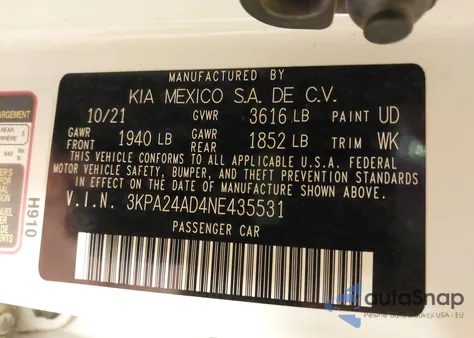 MANUFACTURED BY
KIA MEXICO S.A. DE C.V.
10/21 GVWR 3616 LB PAINT UD
GAWR FRONT 1940 LB GAWR REAR 1852 LB TRIM WK
THIS VEHICLE CONFORMS TO ALL APPLICABLE U.S.A. FEDERAL
MOTOR VEHICLE SAFETY, BUMPER, AND THEFT PREVENTION STANDARDS
IN EFFECT ON THE DATE OF MANUFACTURE SHOWN ABOVE.
V.I.N. 3KPA24AD4NE435531
PASSENGER CAR
H910
REAR
3
autoSnap